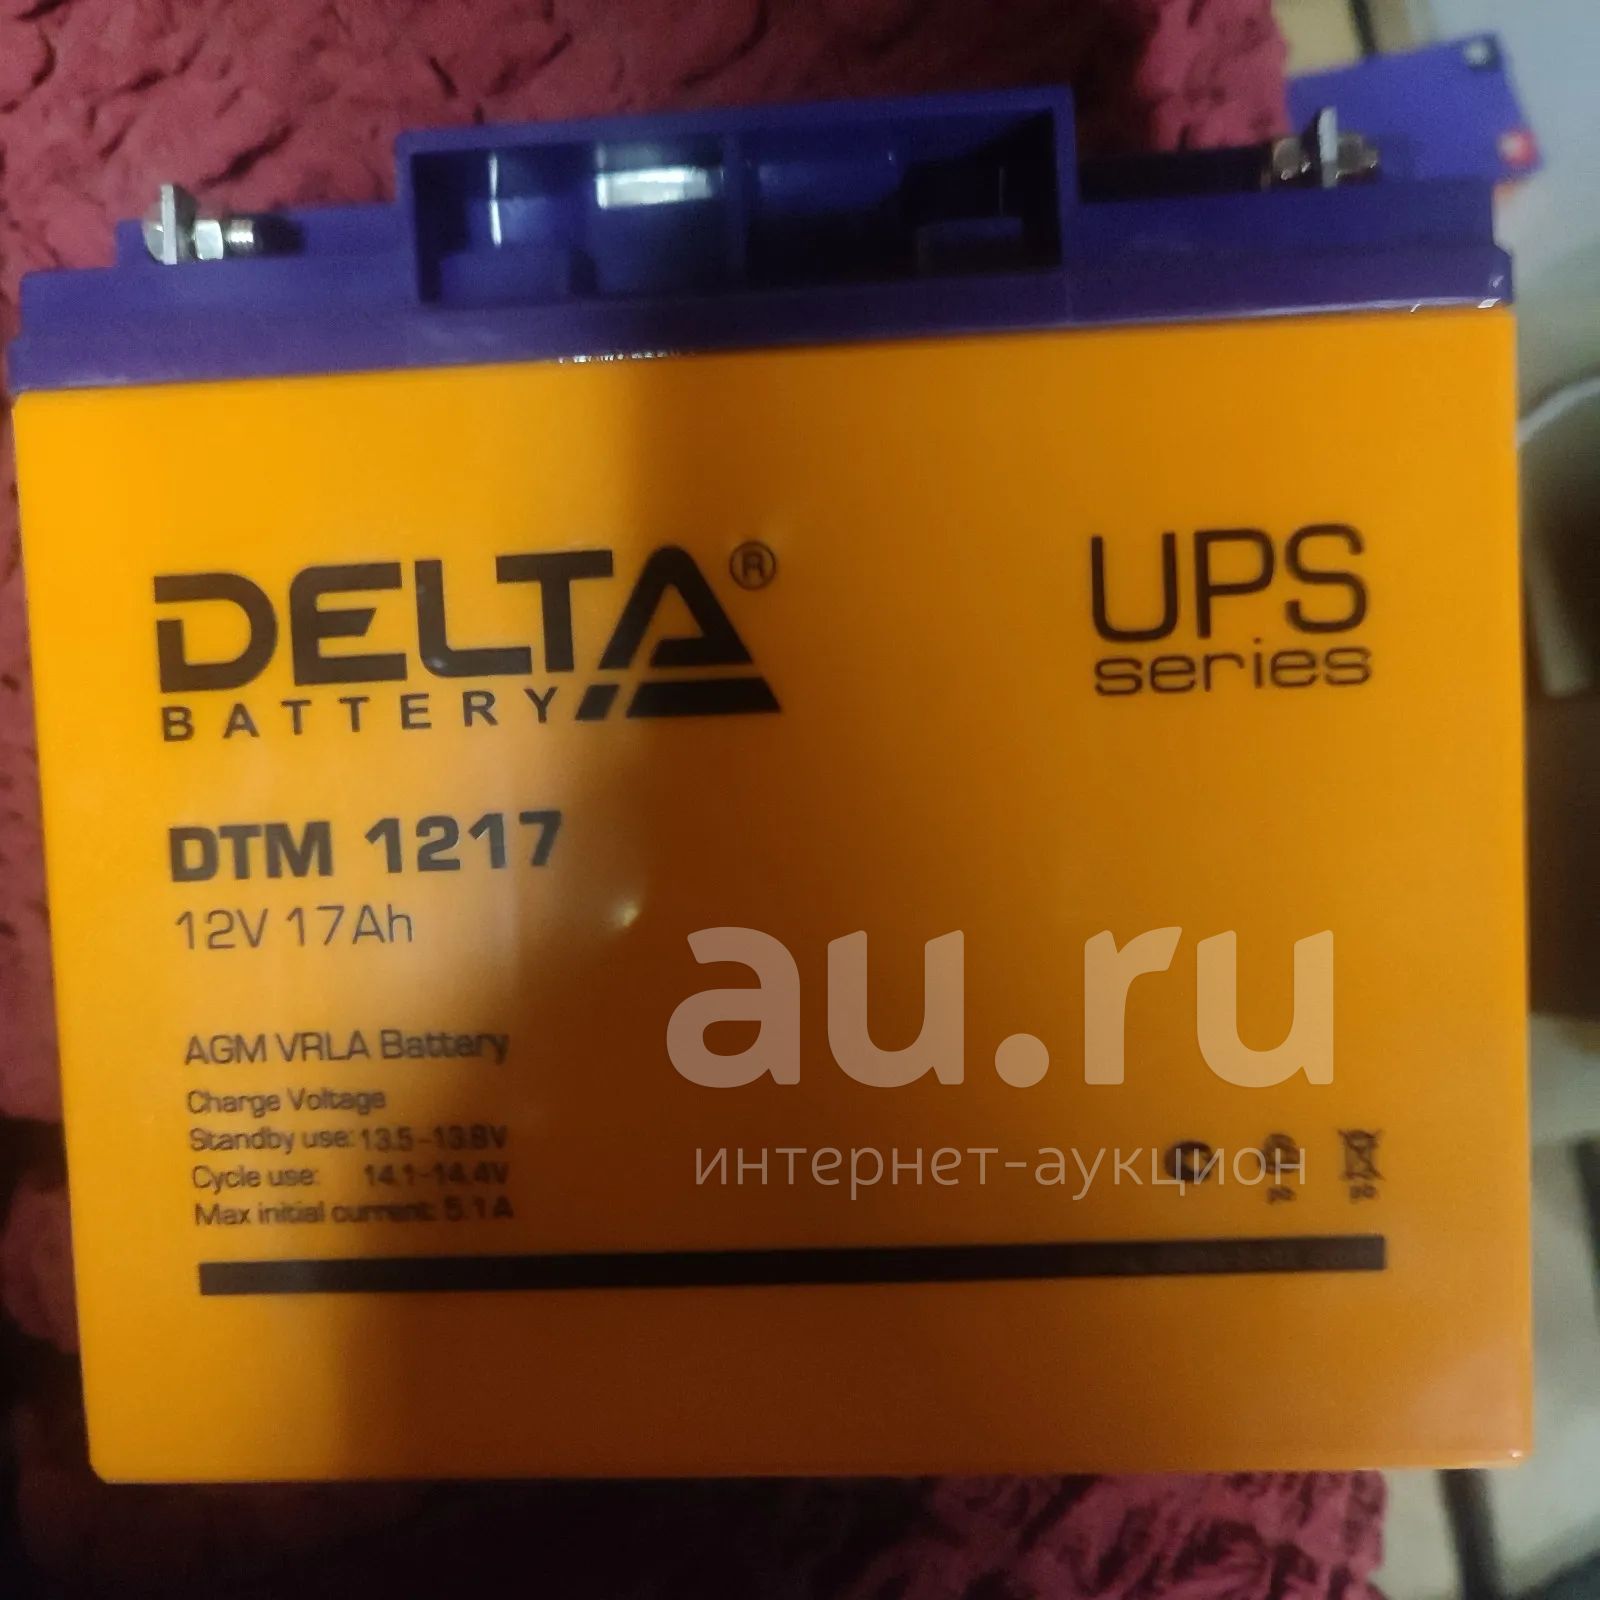 DELTA®
BATTERY
UPS
series
DTM 1217
12V 17Ah
AGM VRLA Battery
Charge Voltage
Standby use: 13.5-13.8V
Cycle use: 14.1-14.4V
Max initial current: 5.1A
au.ru
интернет-аукцион